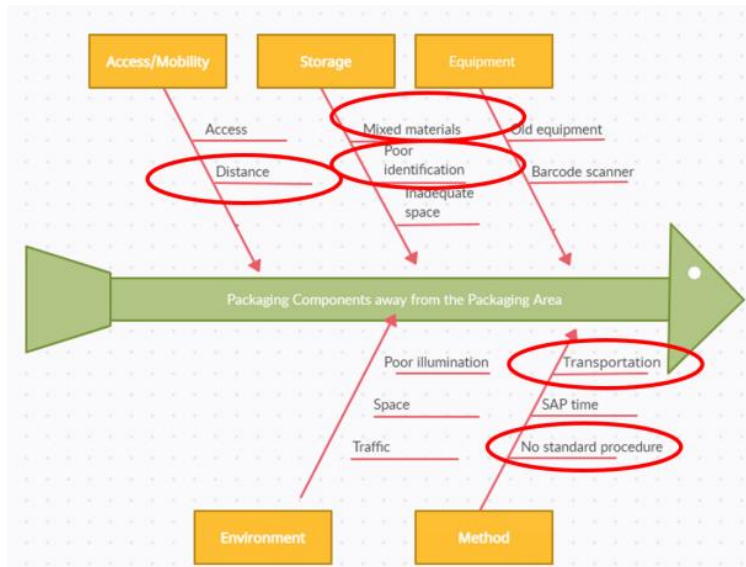 Access/Mobility
Storage
Equipment
Access
Mixed materials
Old equipment
Distance
Poor
identification
Barcode scanner
Inadequate
space
Packaging Components away from the Packaging Area
Poor illumination
Transportation
Space
SAP time
Traffic
No standard procedure
Environment
Method